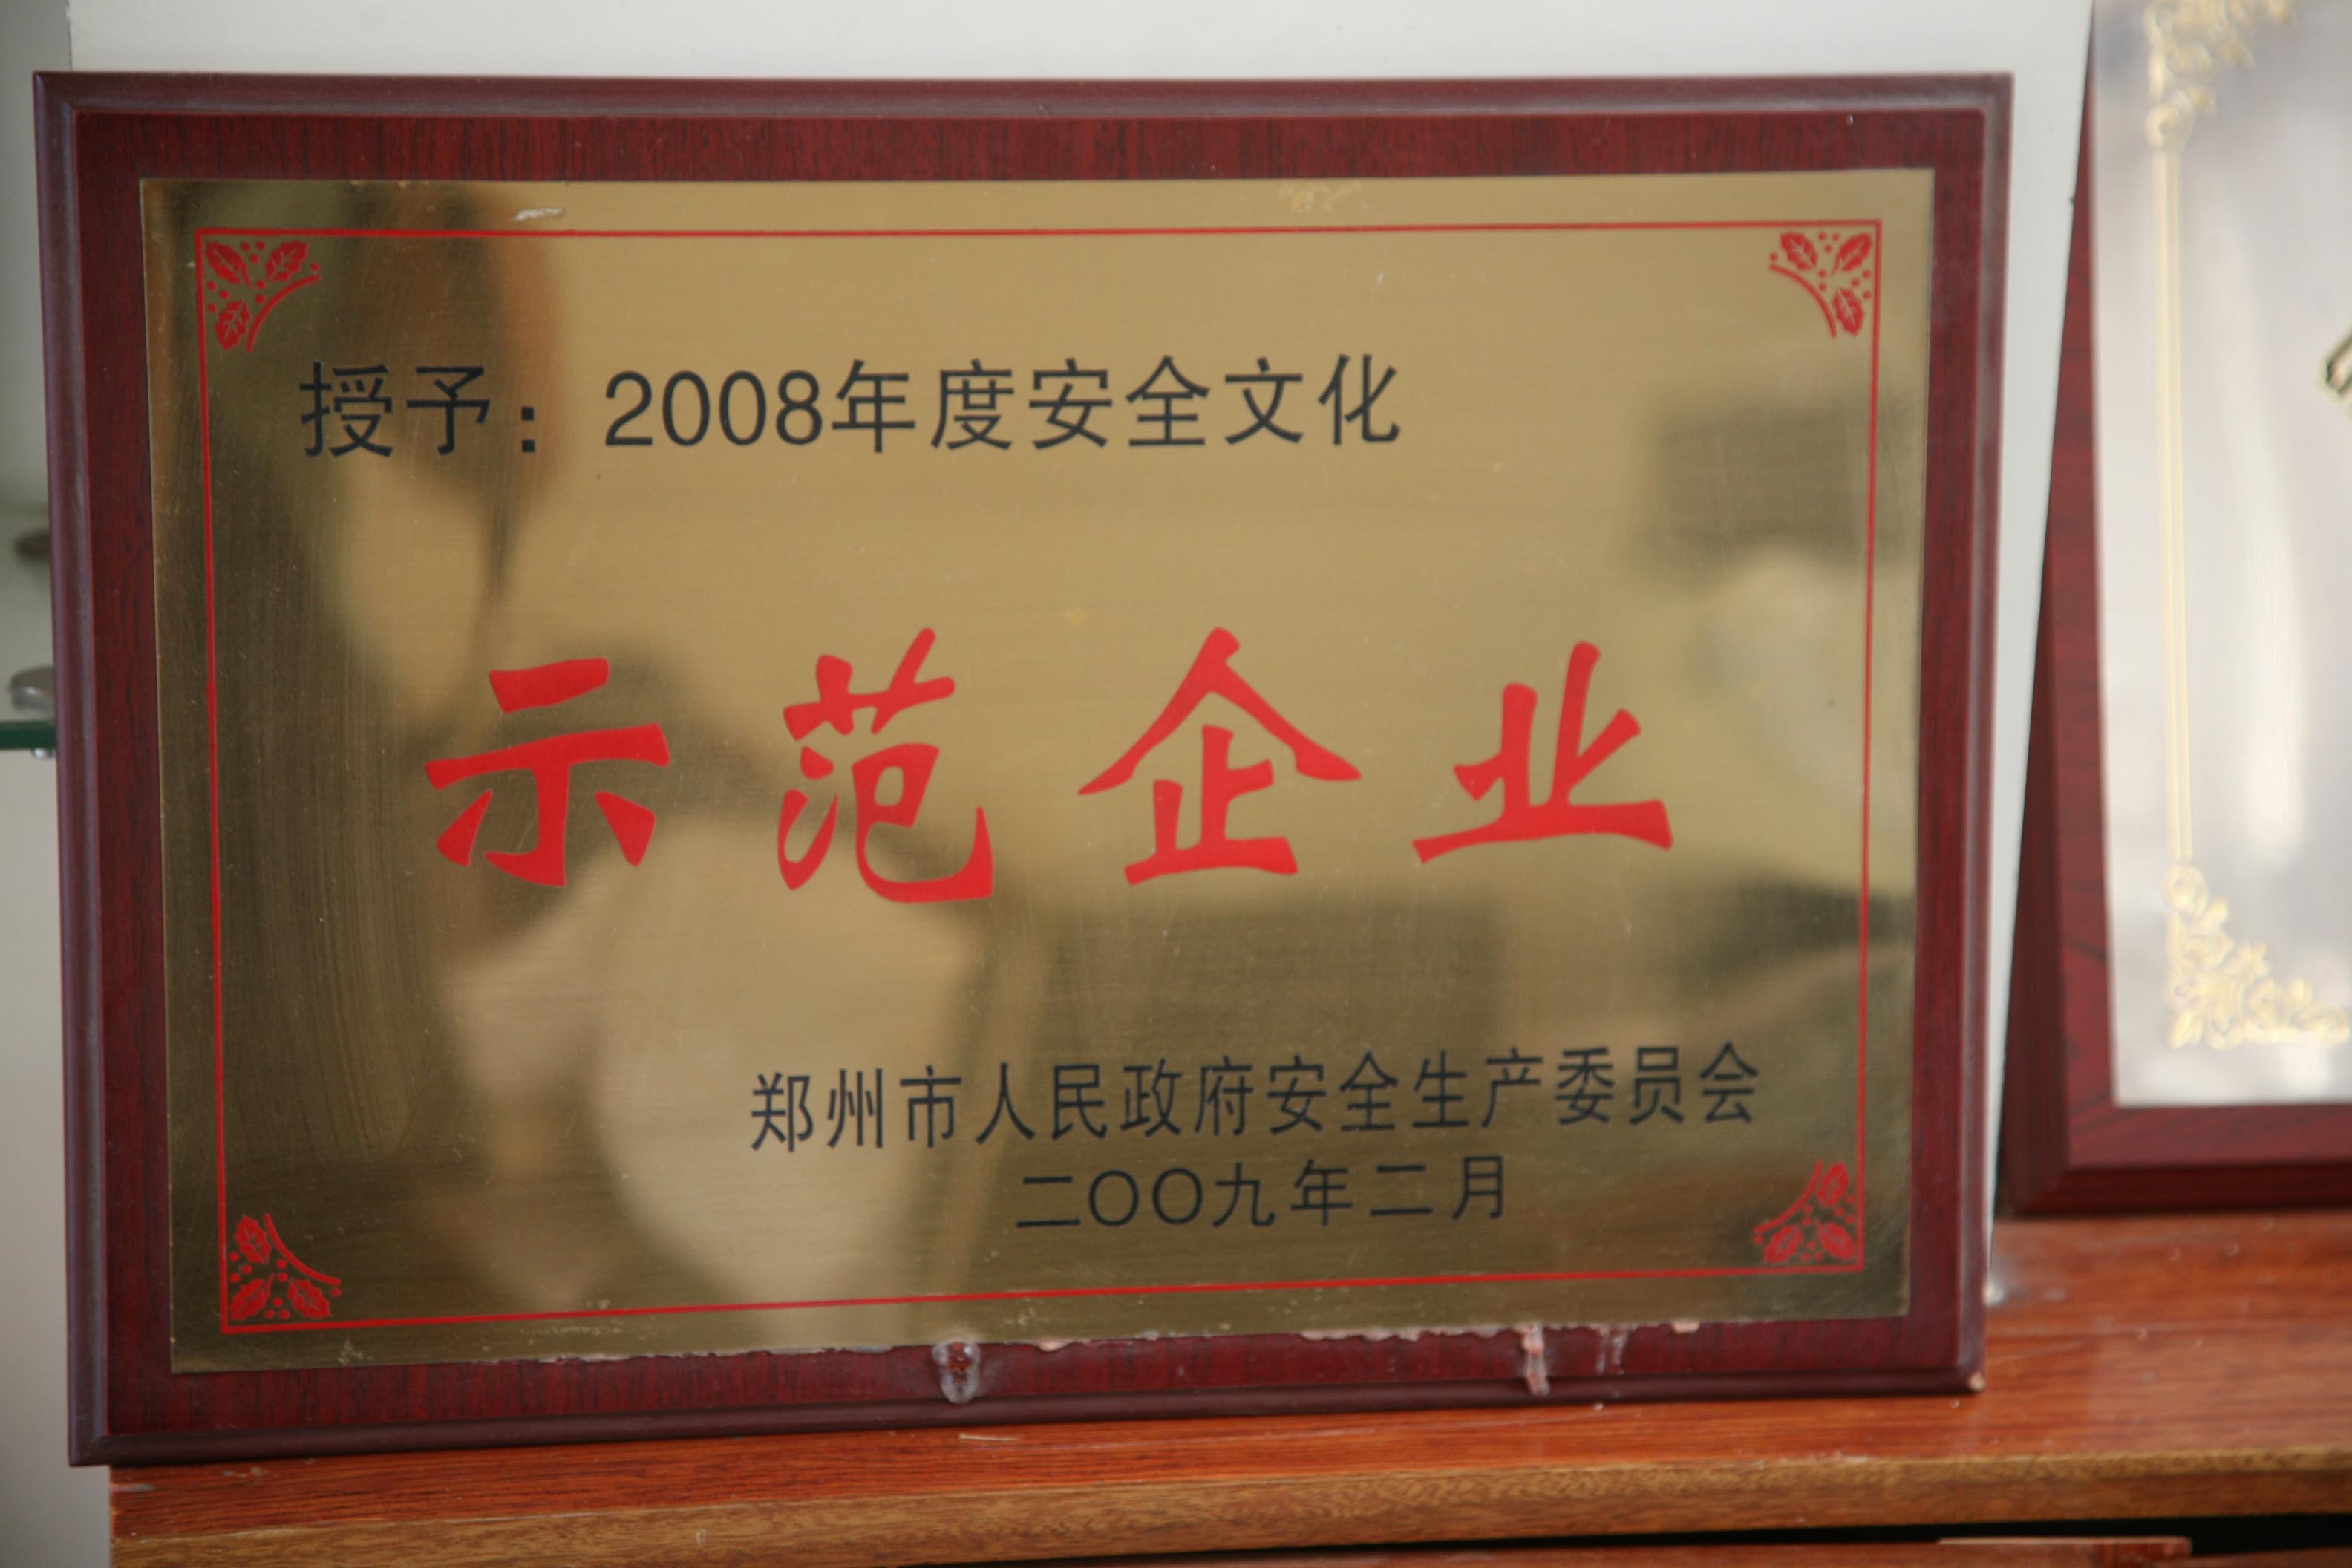 授予：2008年度安全文化
示范企业
郑州市人民政府安全生产委员会
二〇〇九年二月